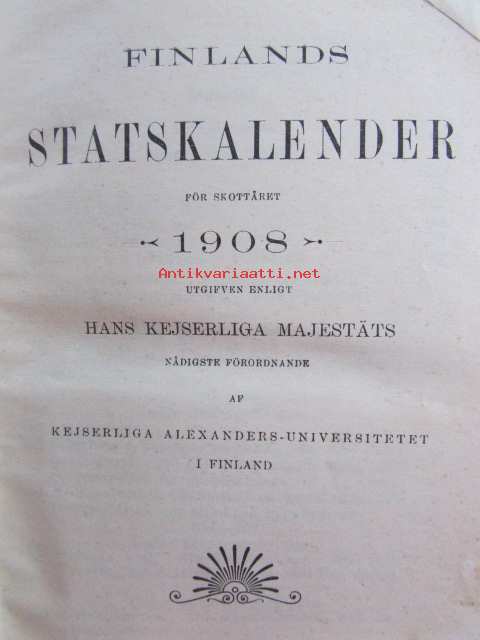 FINLANDS
STATSKALENDER
FÖR SKOTTÅRET
1908
Antikvariaatti.net
UTGIFVEN ENLIGT
HANS KEJSERLIGA MAJESTÄTS
NÅDIGSTE FÖRORDNANDE
AF
KEJSERLIGA ALEXANDERS-UNIVERSITETET
I FINLAND